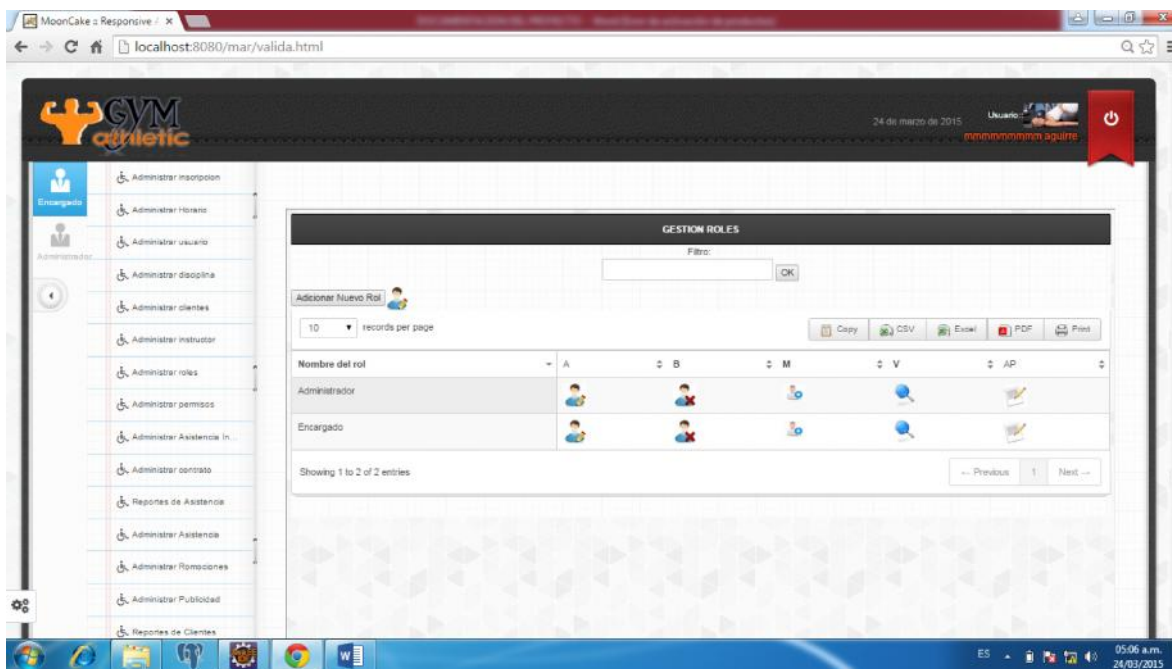 MoonCake - Responsive A
localhost:8080/mar/valida.html
GYM
athletic
24 de marzo de 2015
Usuario:
mmmmmmmmm aguirre
Encargado
Administrador
Administrar inscripcion
Administrar Horario
Administrar usuario
Administrar disciplina
Administrar clientes
Administrar instructor
Administrar roles
Administrar permisos
Administrar Asistencia In...
Administrar contrato
Reportes de Asistencia
Administrar Asistencia
Administrar Romociones
Administrar Publicidad
Reportes de Clientes
GESTION ROLES
Filtro:
OK
Adicionar Nuevo Rol
10 records per page
Copy CSV Excel PDF Print
Nombre del rol A B M V AP
Administrador
Encargado
Showing 1 to 2 of 2 entries
← Previous 1 Next →
ES 05:06 a.m.
24/03/2015